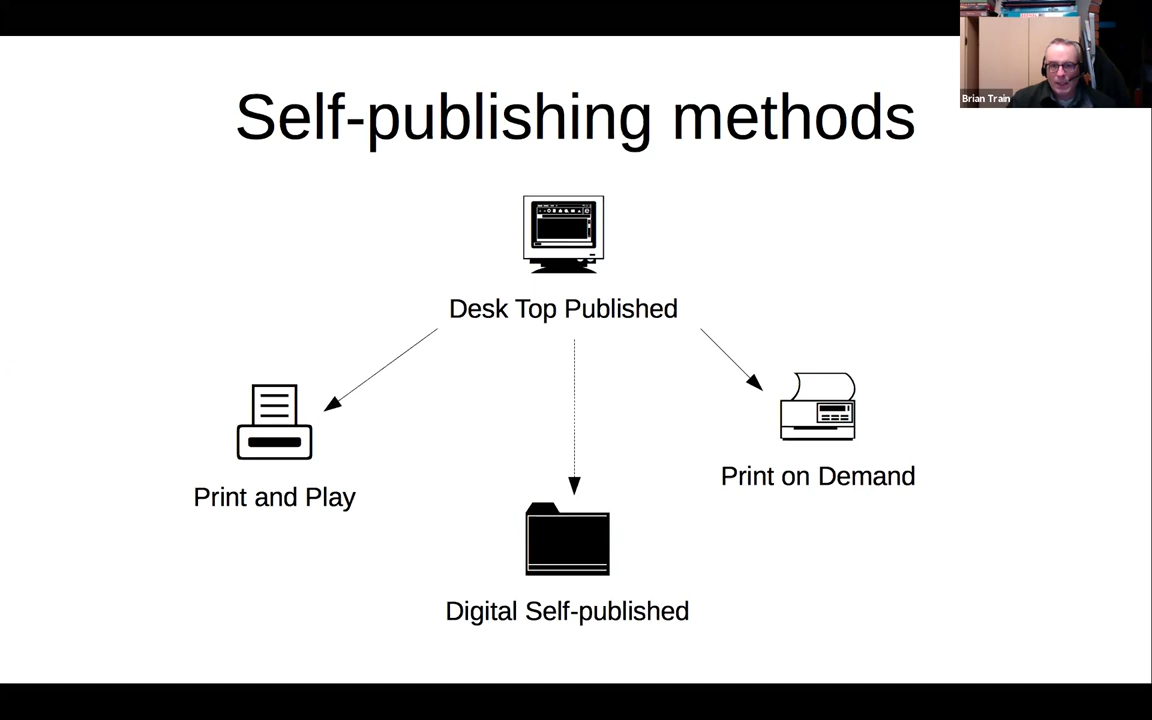 Self-publishing methods
Brian Train
Desk Top Published
Print and Play
Print on Demand
Digital Self-published